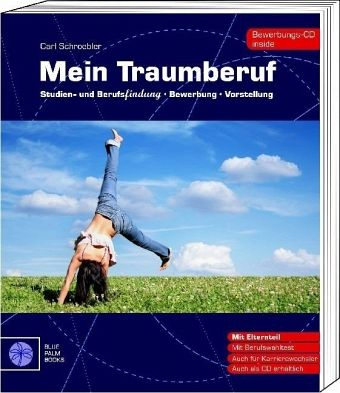 Carl Schroebler
Bewerbungs-CD
inside
Mein Traumberuf
Studien- und Berufsfindung • Bewerbung • Vorstellung
Mit Elternteil
Mit Berufswahltest
Auch für Karrierewechsler
Auch als CD erhältlich
BLUE
PALM
BOOKS